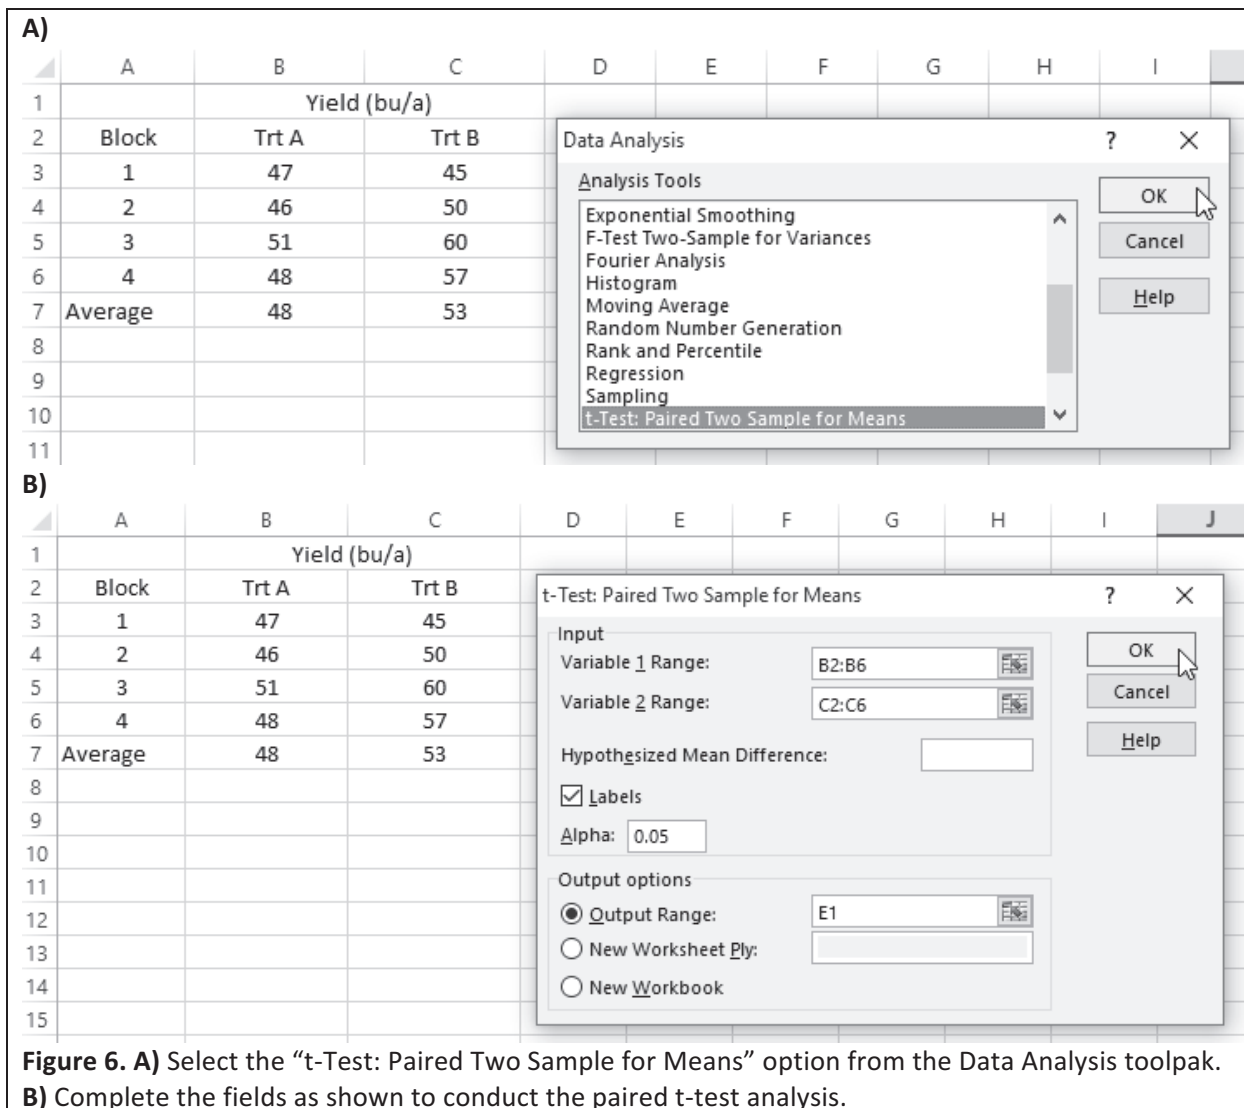 A)
A B C D E F G H I
1 Yield (bu/a)
2 Block Trt A Trt B
3 1 47 45
4 2 46 50
5 3 51 60
6 4 48 57
7 Average 48 53
8
9
10
11
Data Analysis ?
Analysis Tools
Exponential Smoothing
F-Test Two-Sample for Variances
Fourier Analysis
Histogram
Moving Average
Random Number Generation
Rank and Percentile
Regression
Sampling
t-Test: Paired Two Sample for Means
OK
Cancel
Help
B)
A B C D E F G H I J
1 Yield (bu/a)
2 Block Trt A Trt B
3 1 47 45
4 2 46 50
5 3 51 60
6 4 48 57
7 Average 48 53
8
9
10
11
12
13
14
15
t-Test: Paired Two Sample for Means ?
Input
Variable 1 Range: B2:B6
Variable 2 Range: C2:C6
Hypothesized Mean Difference:
Labels
Alpha: 0.05
Output options
Output Range: E1
New Worksheet Ply:
New Workbook
OK
Cancel
Help
Figure 6. A) Select the “t-Test: Paired Two Sample for Means” option from the Data Analysis toolpak.
B) Complete the fields as shown to conduct the paired t-test analysis.